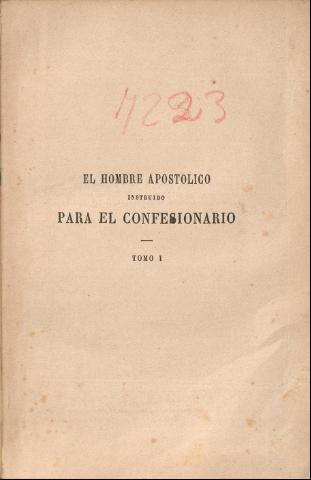 4223
EL HOMBRE APOSTOLICO
INSTRUIDO
PARA EL CONFESIONARIO
TOMO I